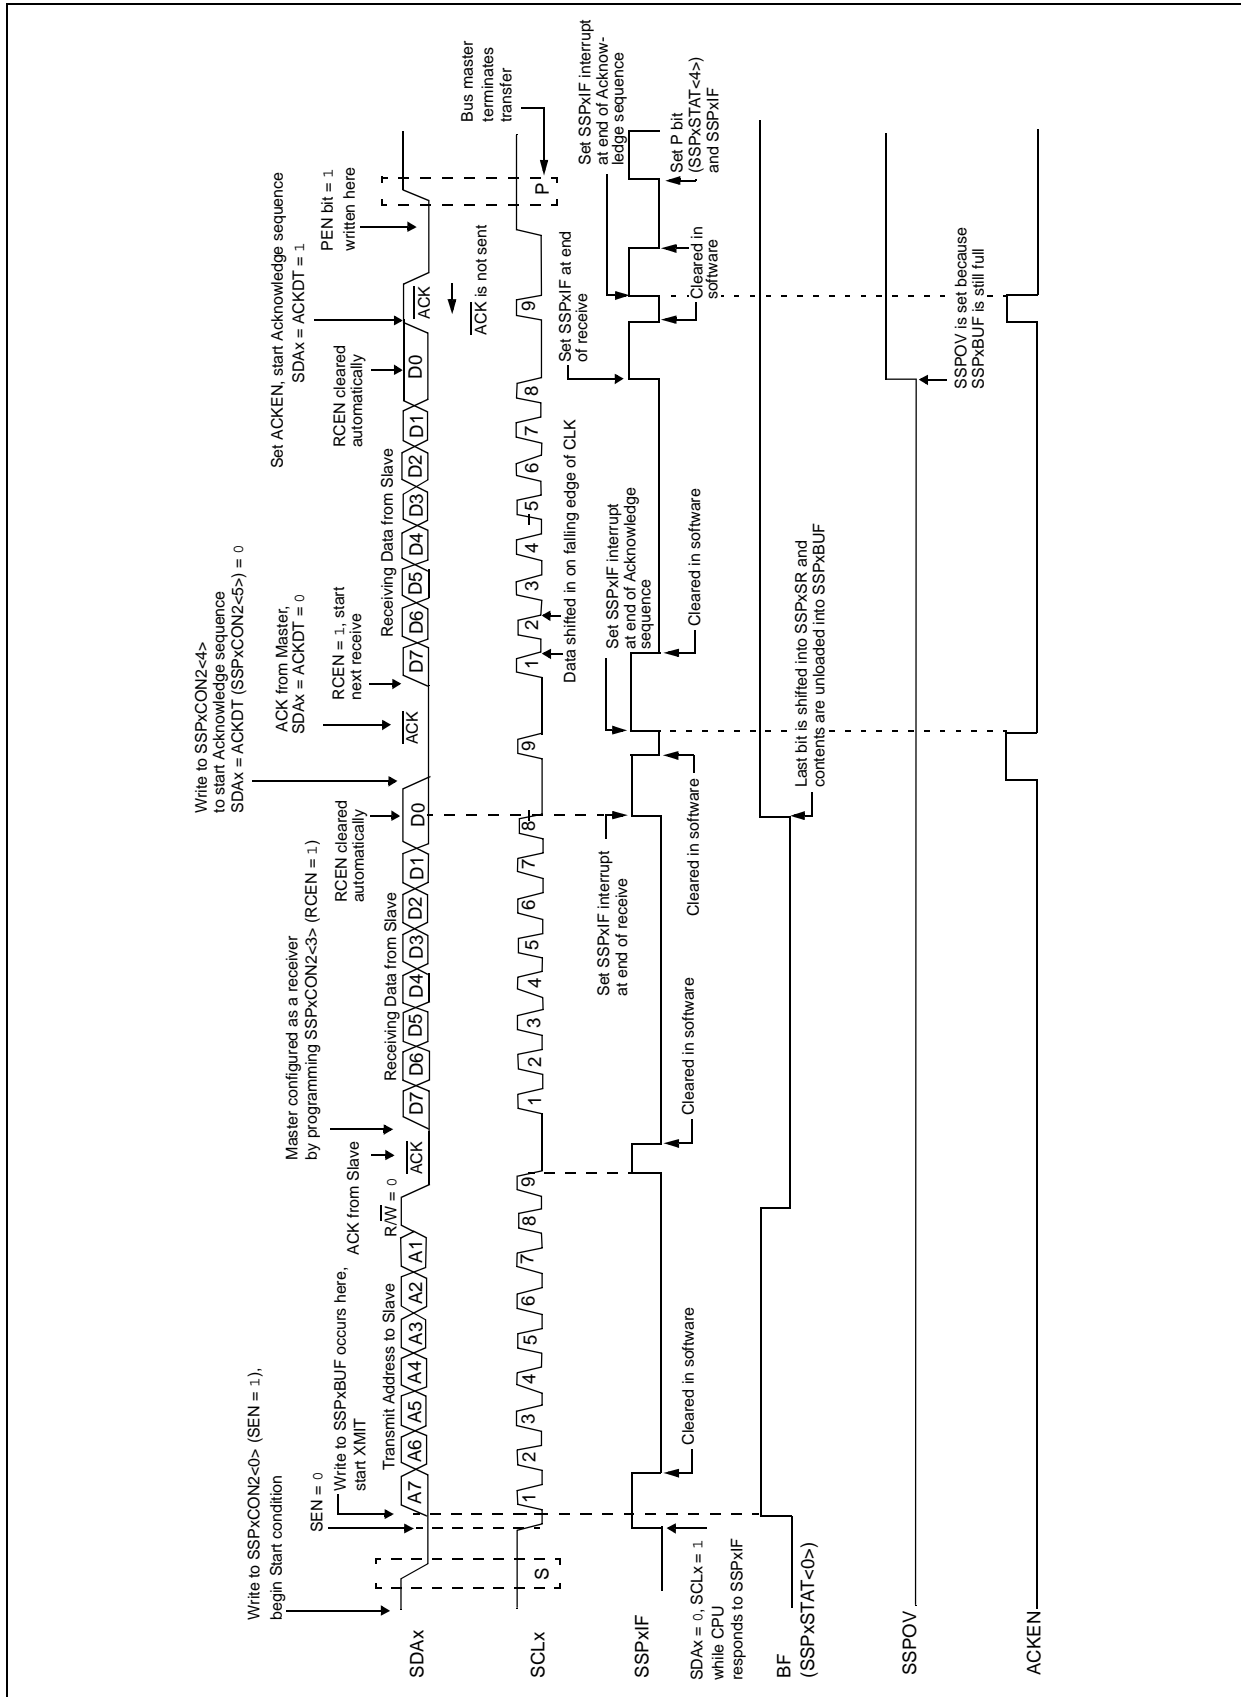 Write to SSPxCON2<0> (SEN = 1),
begin Start condition
SEN = 0
Write to SSPxBUF occurs here,
start XMIT
ACK from Slave
Master configured as a receiver
by programming SSPxCON2<3> (RCEN = 1)
RCEN cleared
automatically
Write to SSPxCON2<4>
to start Acknowledge sequence
SDAx = ACKDT (SSPxCON2<5>) = 0
ACK from Master,
SDAx = ACKDT = 0
RCEN = 1, start
next receive
RCEN cleared
automatically
Set ACKEN, start Acknowledge sequence
SDAx = ACKDT = 1
PEN bit = 1
written here
Transmit Address to Slave
R/W = 0
Receiving Data from Slave
Receiving Data from Slave
SDAx
A7 A6 A5 A4 A3 A2 A1
ACK
D7 D6 D5 D4 D3 D2 D1 D0
ACK
D7 D6 D5 D4 D3 D2 D1 D0
ACK
ACK is not sent
Bus master
terminates
transfer
SCLx
S
1 2 3 4 5 6 7 8 9
1 2 3 4 5 6 7 8
9
1 2 3 4 5 6 7 8
9
P
Data shifted in on falling edge of CLK
Set SSPxIF interrupt
at end of receive
Set SSPxIF interrupt
at end of Acknowledge
sequence
Set SSPxIF at end
of receive
Set SSPxIF interrupt
at end of Acknow-
ledge sequence
SSPxIF
SDAx = 0, SCLx = 1
while CPU
responds to SSPxIF
Cleared in software
Cleared in software
Cleared in software
Cleared in software
Cleared in
software
Set P bit
(SSPxSTAT<4>)
and SSPxIF
BF
(SSPxSTAT<0>)
Last bit is shifted into SSPxSR and
contents are unloaded into SSPxBUF
SSPOV
SSPOV is set because
SSPxBUF is still full
ACKEN